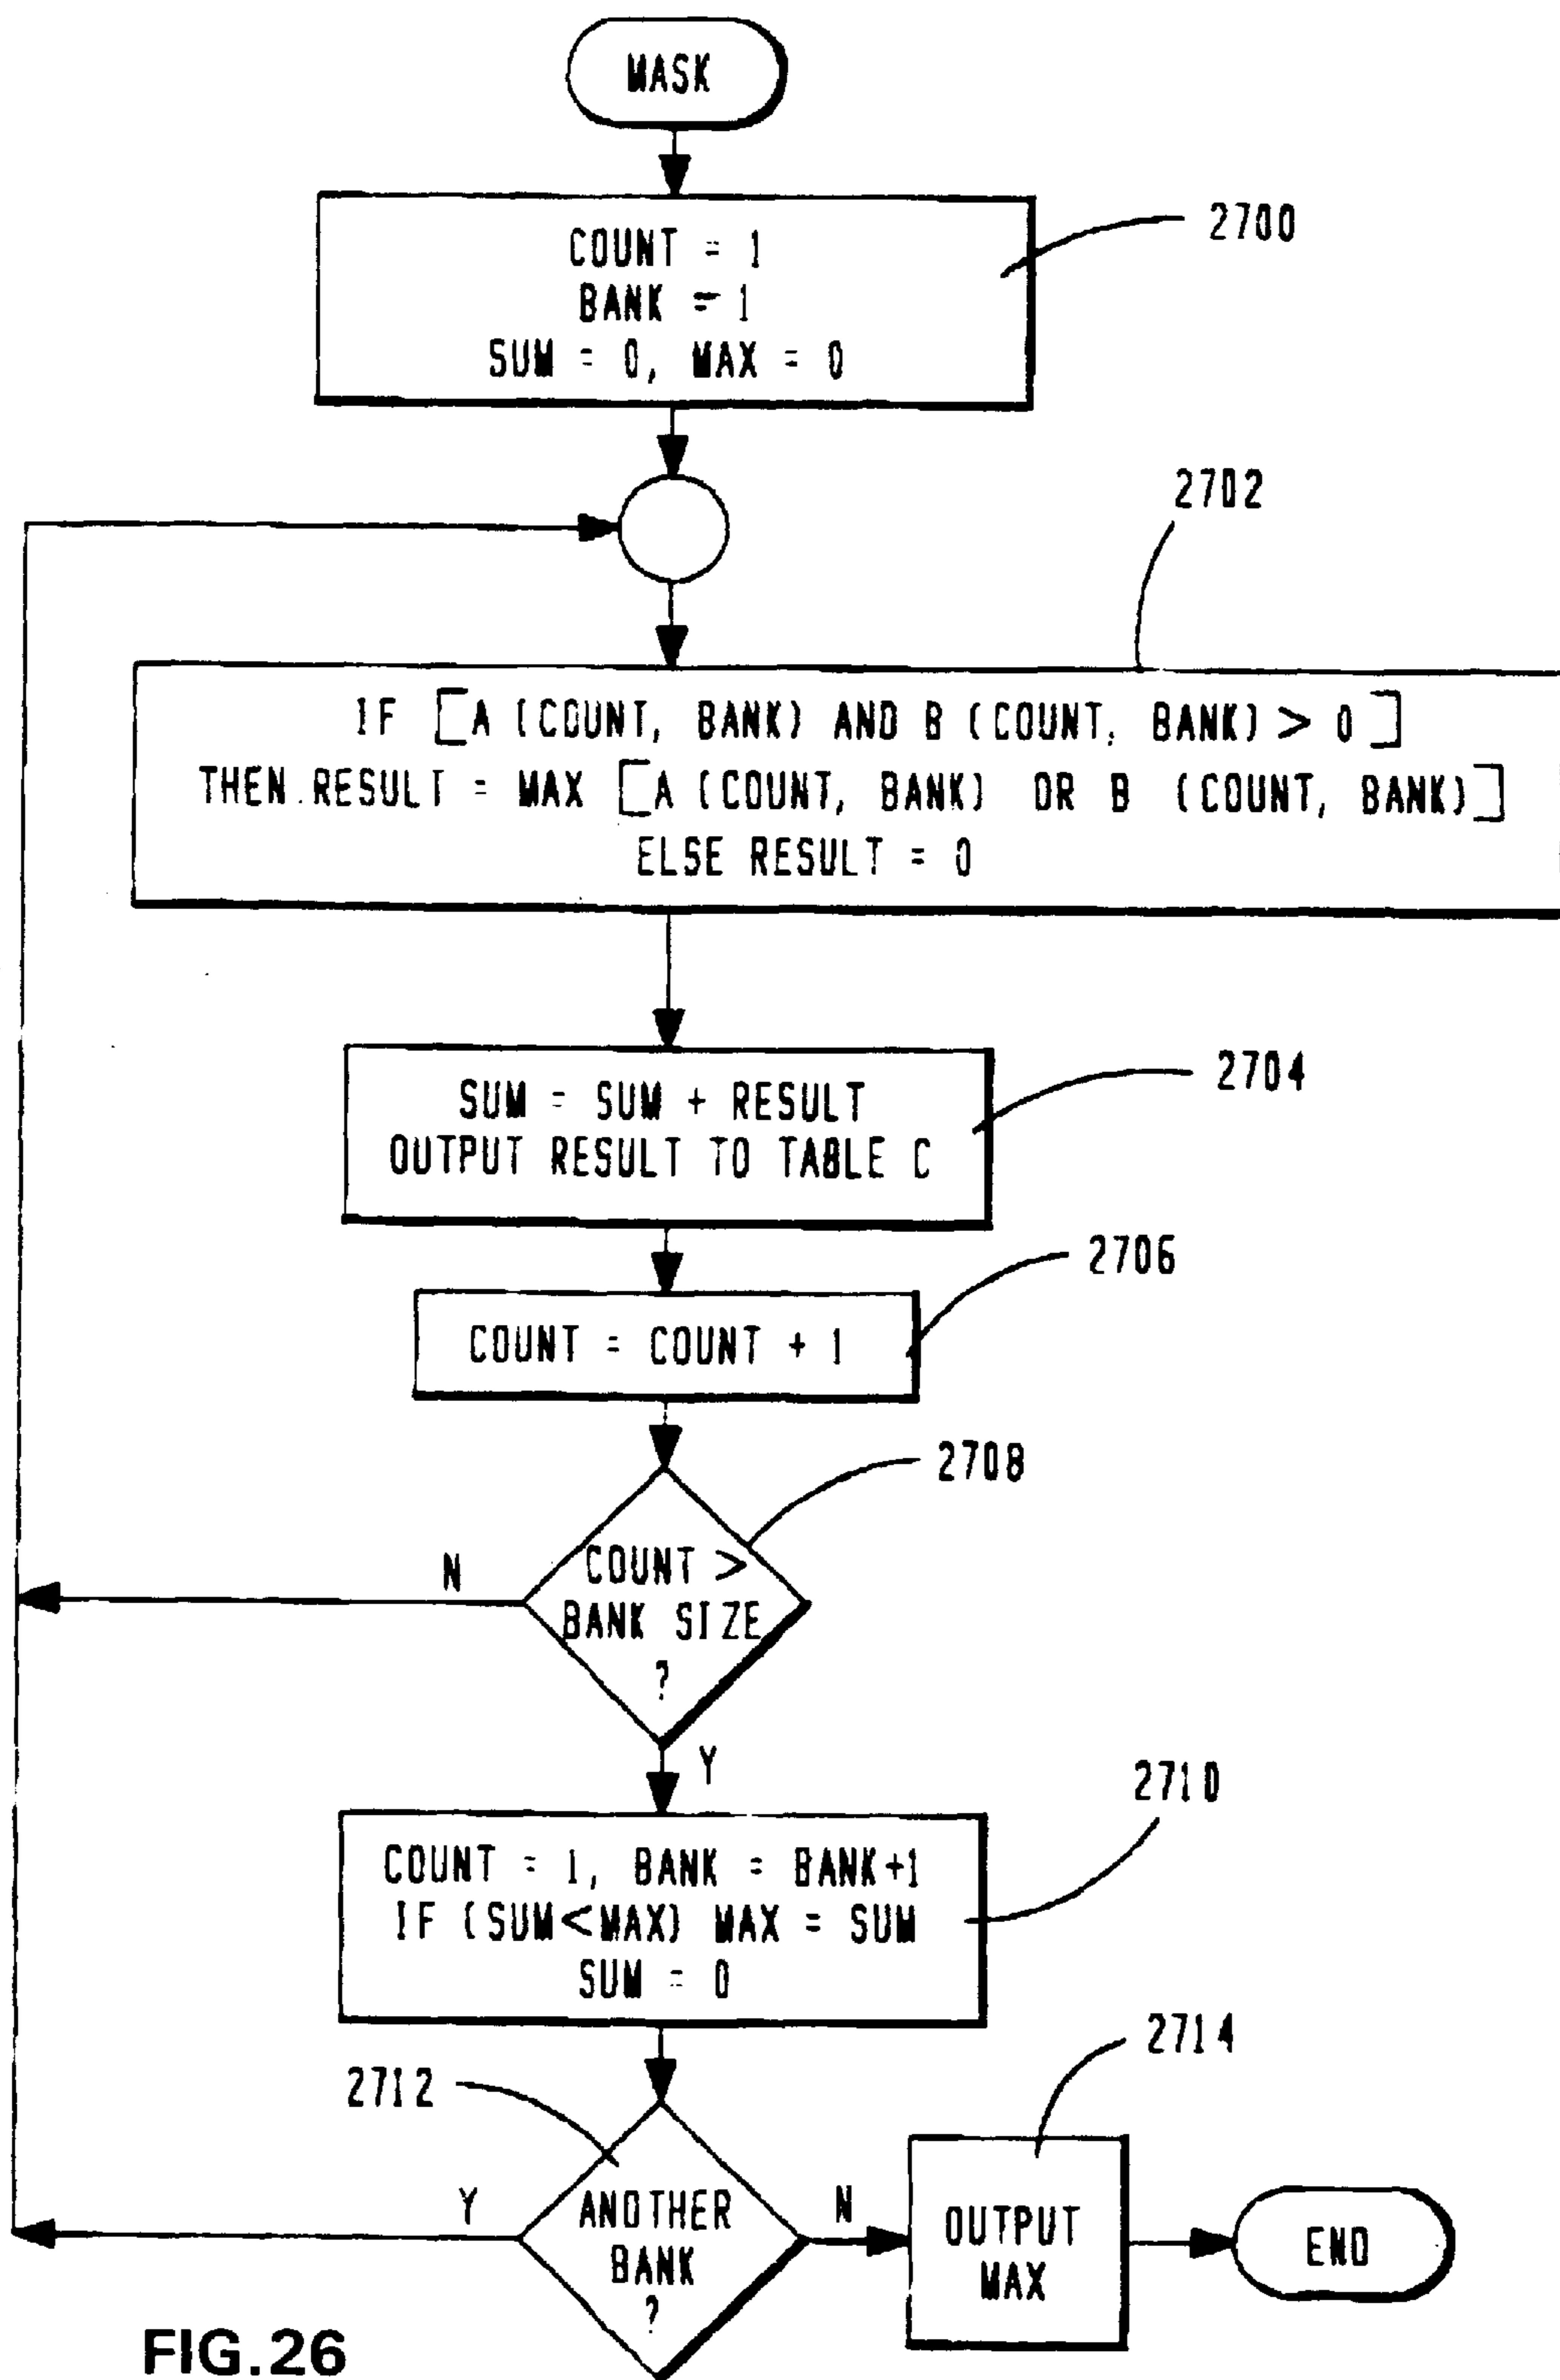 MASK
2700
COUNT = 1
BANK = 1
SUM = 0, MAX = 0
2702
IF [A (COUNT, BANK) AND B (COUNT, BANK) > 0]
THEN RESULT = MAX [A (COUNT, BANK) OR B (COUNT, BANK)]
ELSE RESULT = 0
2704
SUM = SUM + RESULT
OUTPUT RESULT TO TABLE C
2706
COUNT = COUNT + 1
2708
N
COUNT >
BANK SIZE
?
Y
2710
COUNT = 1, BANK = BANK+1
IF (SUM<MAX) MAX = SUM
SUM = 0
2712
2714
Y
ANOTHER
BANK
?
N
OUTPUT
MAX
END
FIG.26